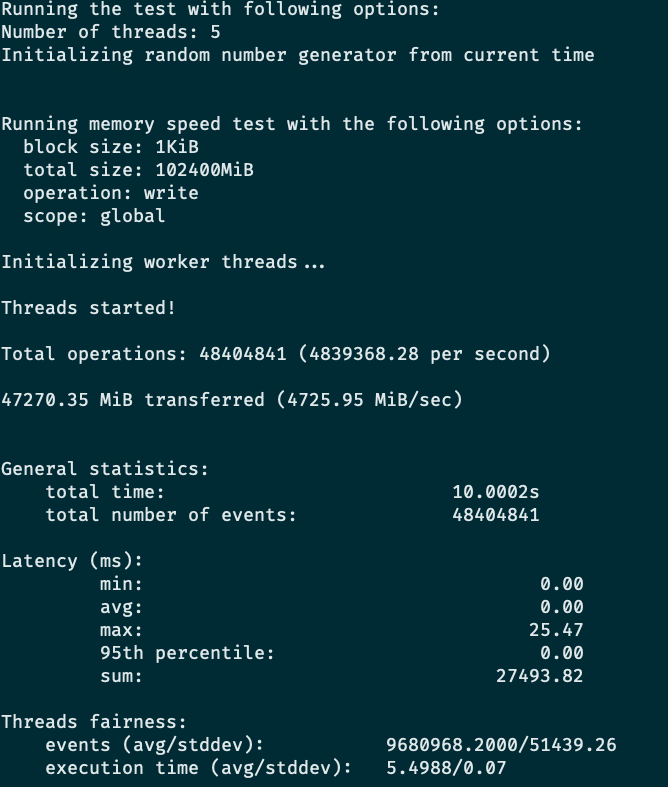 Running the test with following options:
Number of threads: 5
Initializing random number generator from current time
Running memory speed test with the following options:
block size: 1KiB
total size: 102400MiB
operation: write
scope: global
Initializing worker threads...
Threads started!
Total operations: 48404841 (4839368.28 per second)
47270.35 MiB transferred (4725.95 MiB/sec)
General statistics:
total time: 10.0002s
total number of events: 48404841
Latency (ms):
min: 0.00
avg: 0.00
max: 25.47
95th percentile: 0.00
sum: 27493.82
Threads fairness:
events (avg/stddev): 9680968.2000/51439.26
execution time (avg/stddev): 5.4988/0.07